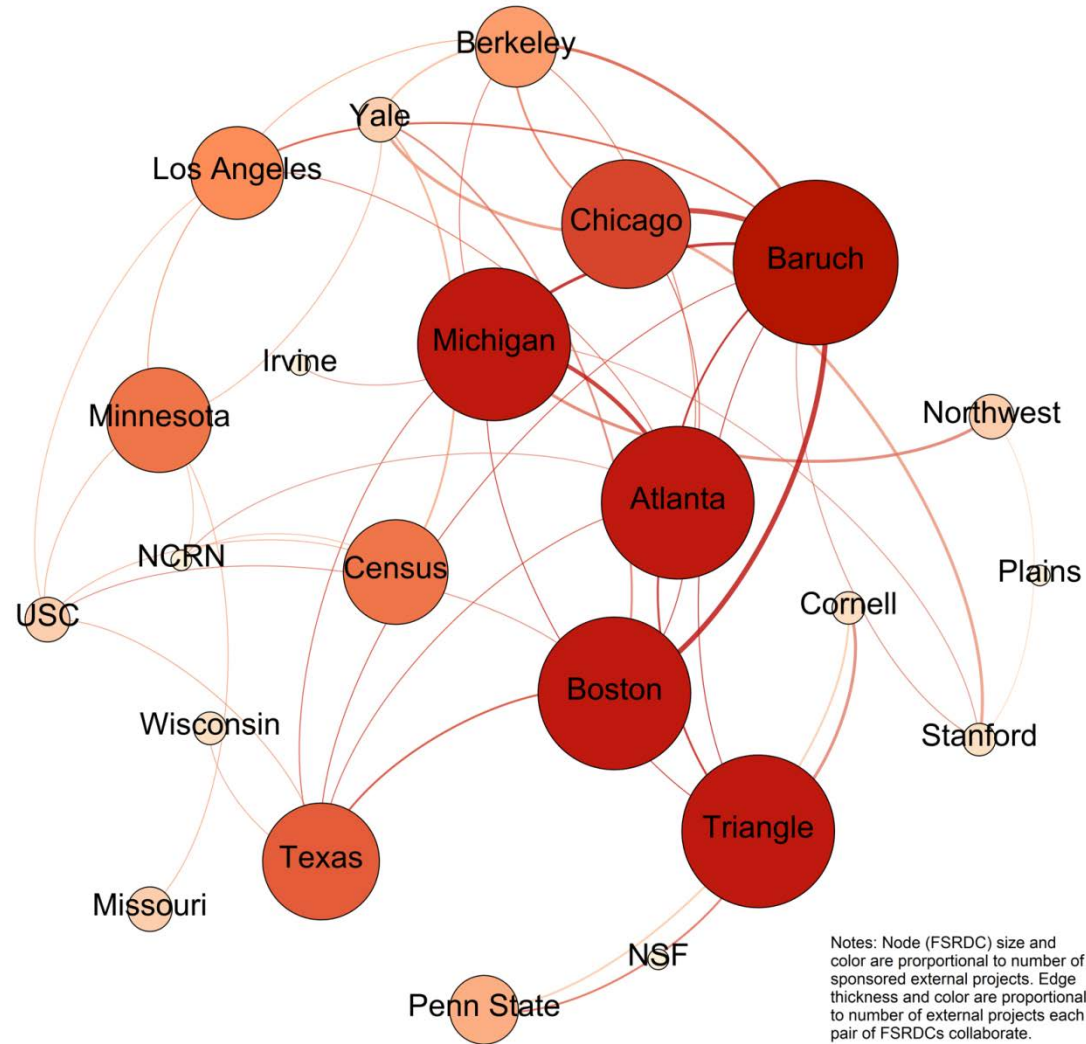 Berkeley
Yale
Los Angeles
Chicago
Baruch
Michigan
Irvine
Minnesota
Northwest
Atlanta
NCRN
Census
Plains
USC
Cornell
Boston
Wisconsin
Stanford
Triangle
Texas
Missouri
NSF
Penn State
Notes: Node (FSRDC) size and
color are prorportional to number of
sponsored external projects. Edge
thickness and color are proportional
to number of external projects each
pair of FSRDCs collaborate.